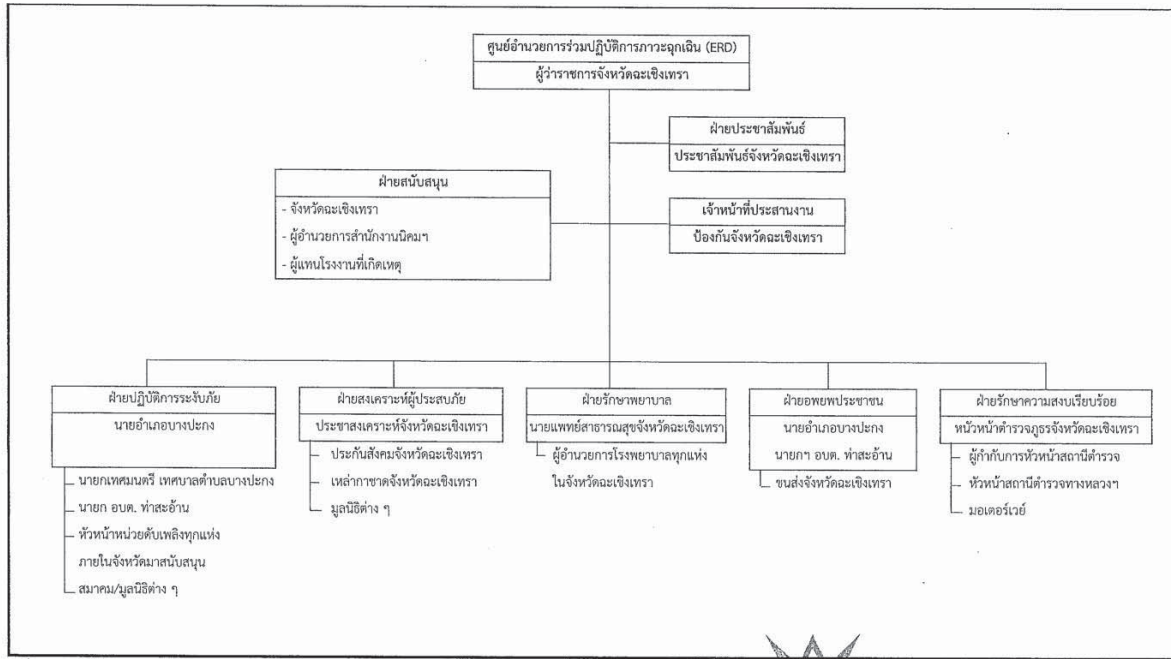 ศูนย์อำนวยการร่วมปฏิบัติการภาวะฉุกเฉิน (ERD)
ผู้ว่าราชการจังหวัดฉะเชิงเทรา
ฝ่ายประชาสัมพันธ์
ประชาสัมพันธ์จังหวัดฉะเชิงเทรา
ฝ่ายสนับสนุน
- จังหวัดฉะเชิงเทรา
- ผู้อำนวยการสำนักงานนิคมฯ
- ผู้แทนโรงงานที่เกิดเหตุ
เจ้าหน้าที่ประสานงาน
ป้องกันจังหวัดฉะเชิงเทรา
ฝ่ายปฏิบัติการระงับภัย
นายอำเภอบางปะกง
นายกเทศมนตรี เทศบาลตำบลบางปะกง
นายก อบต. ท่าสะอ้าน
หัวหน้าหน่วยดับเพลิงทุกแห่ง
ภายในจังหวัดมาสนับสนุน
สมาคม/มูลนิธิต่าง ๆ
ฝ่ายสงเคราะห์ผู้ประสบภัย
ประชาสงเคราะห์จังหวัดฉะเชิงเทรา
ประกันสังคมจังหวัดฉะเชิงเทรา
เหล่ากาชาดจังหวัดฉะเชิงเทรา
มูลนิธิต่าง ๆ
ฝ่ายรักษาพยาบาล
นายแพทย์สาธารณสุขจังหวัดฉะเชิงเทรา
ผู้อำนวยการโรงพยาบาลทุกแห่ง
ในจังหวัดฉะเชิงเทรา
ฝ่ายอพยพประชาชน
นายอำเภอบางปะกง
นายกฯ อบต. ท่าสะอ้าน
ขนส่งจังหวัดฉะเชิงเทรา
ฝ่ายรักษาความสงบเรียบร้อย
หนัวหน้าตำรวจภูธรจังหวัดฉะเชิงเทรา
ผู้กำกับการหัวหน้าสถานีตำรวจ
หัวหน้าสถานีตำรวจทางหลวงฯ
มอเตอร์เวย์